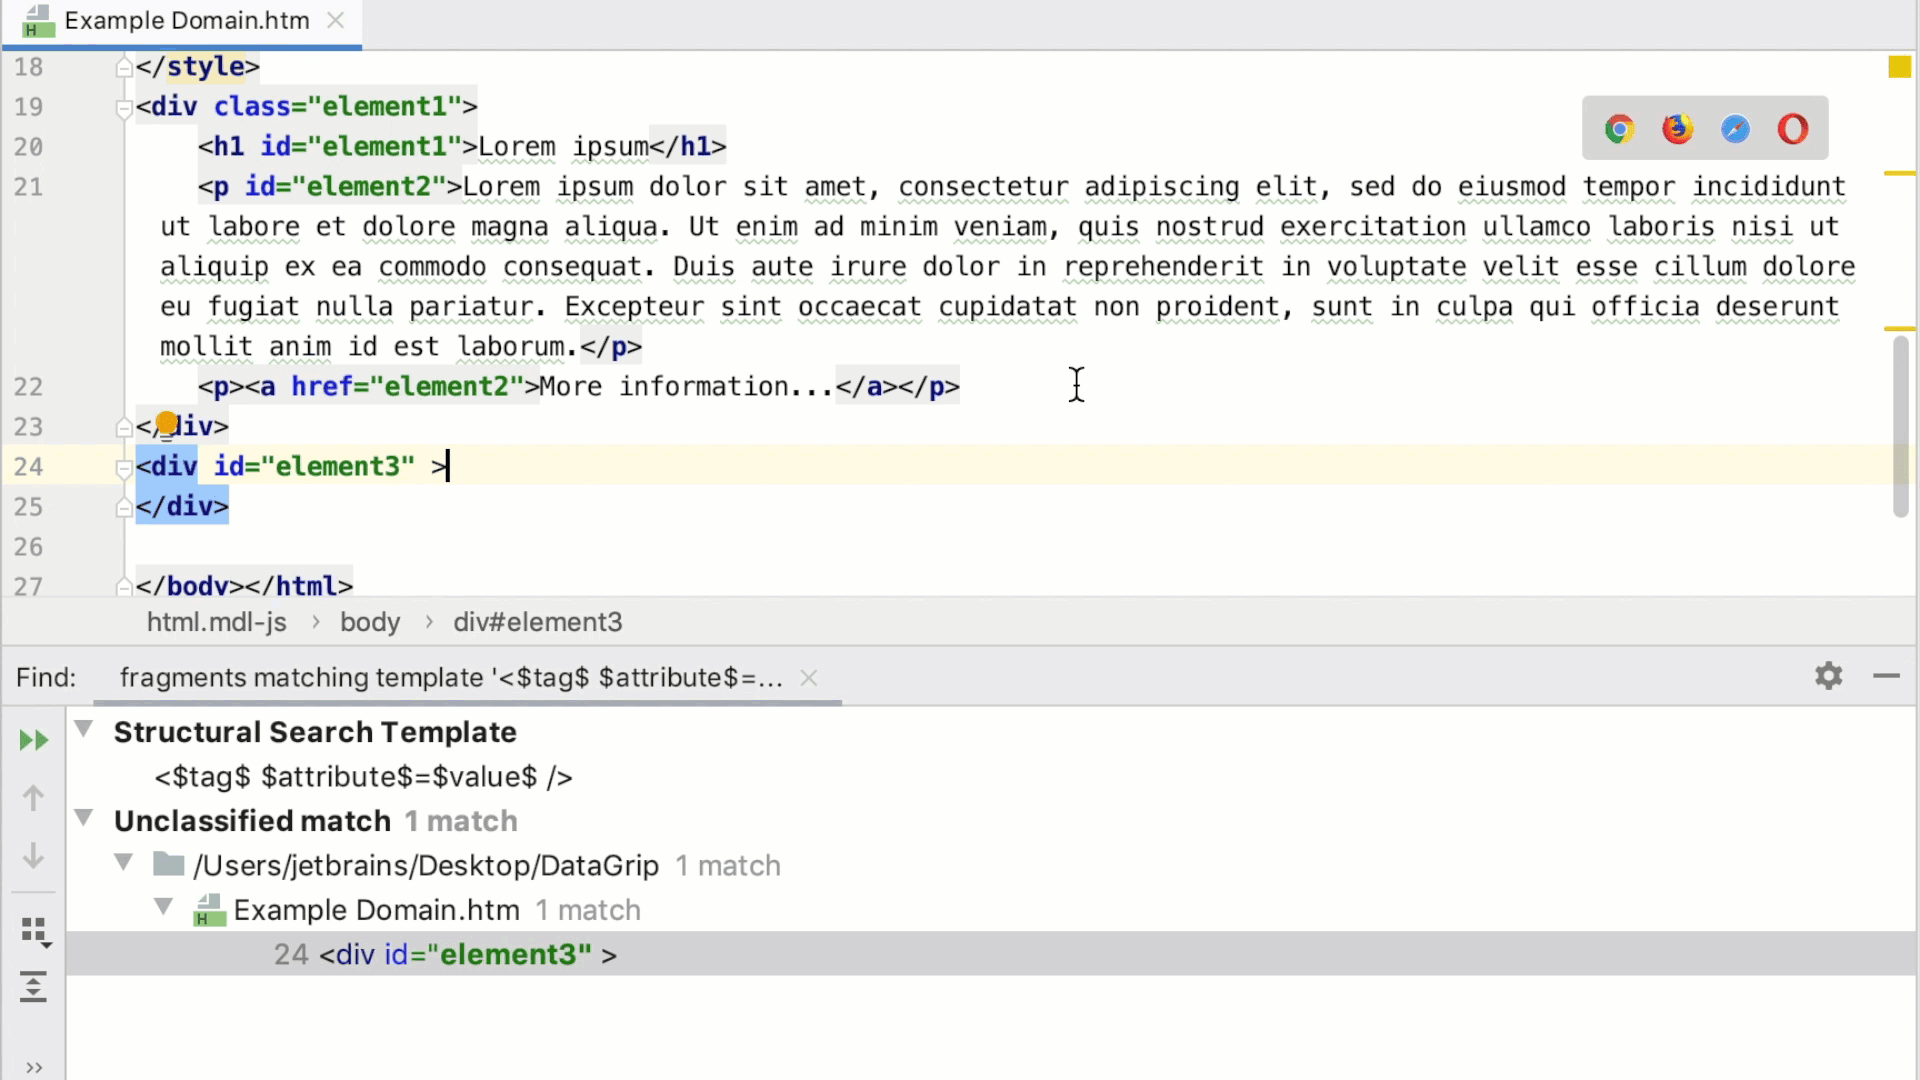 Example Domain.htm
18 </style>
19 <div class="element1">
20 <h1 id="element1">Lorem ipsum</h1>
21 <p id="element2">Lorem ipsum dolor sit amet, consectetur adipiscing elit, sed do eiusmod tempor incididunt
ut labore et dolore magna aliqua. Ut enim ad minim veniam, quis nostrud exercitation ullamco laboris nisi ut
aliquip ex ea commodo consequat. Duis aute irure dolor in reprehenderit in voluptate velit esse cillum dolore
eu fugiat nulla pariatur. Excepteur sint occaecat cupidatat non proident, sunt in culpa qui officia deserunt
mollit anim id est laborum.</p>
22 <p><a href="element2">More information...</a></p>
23 </div>
24 <div id="element3" >
25 </div>
26
27 </body></html>
html.mdl-js › body › div#element3
Find: fragments matching template '<$tag$ $attribute$=...
Structural Search Template
<$tag$ $attribute$=$value$ />
Unclassified match 1 match
/Users/jetbrains/Desktop/DataGrip 1 match
H Example Domain.htm 1 match
24 <div id="element3" >